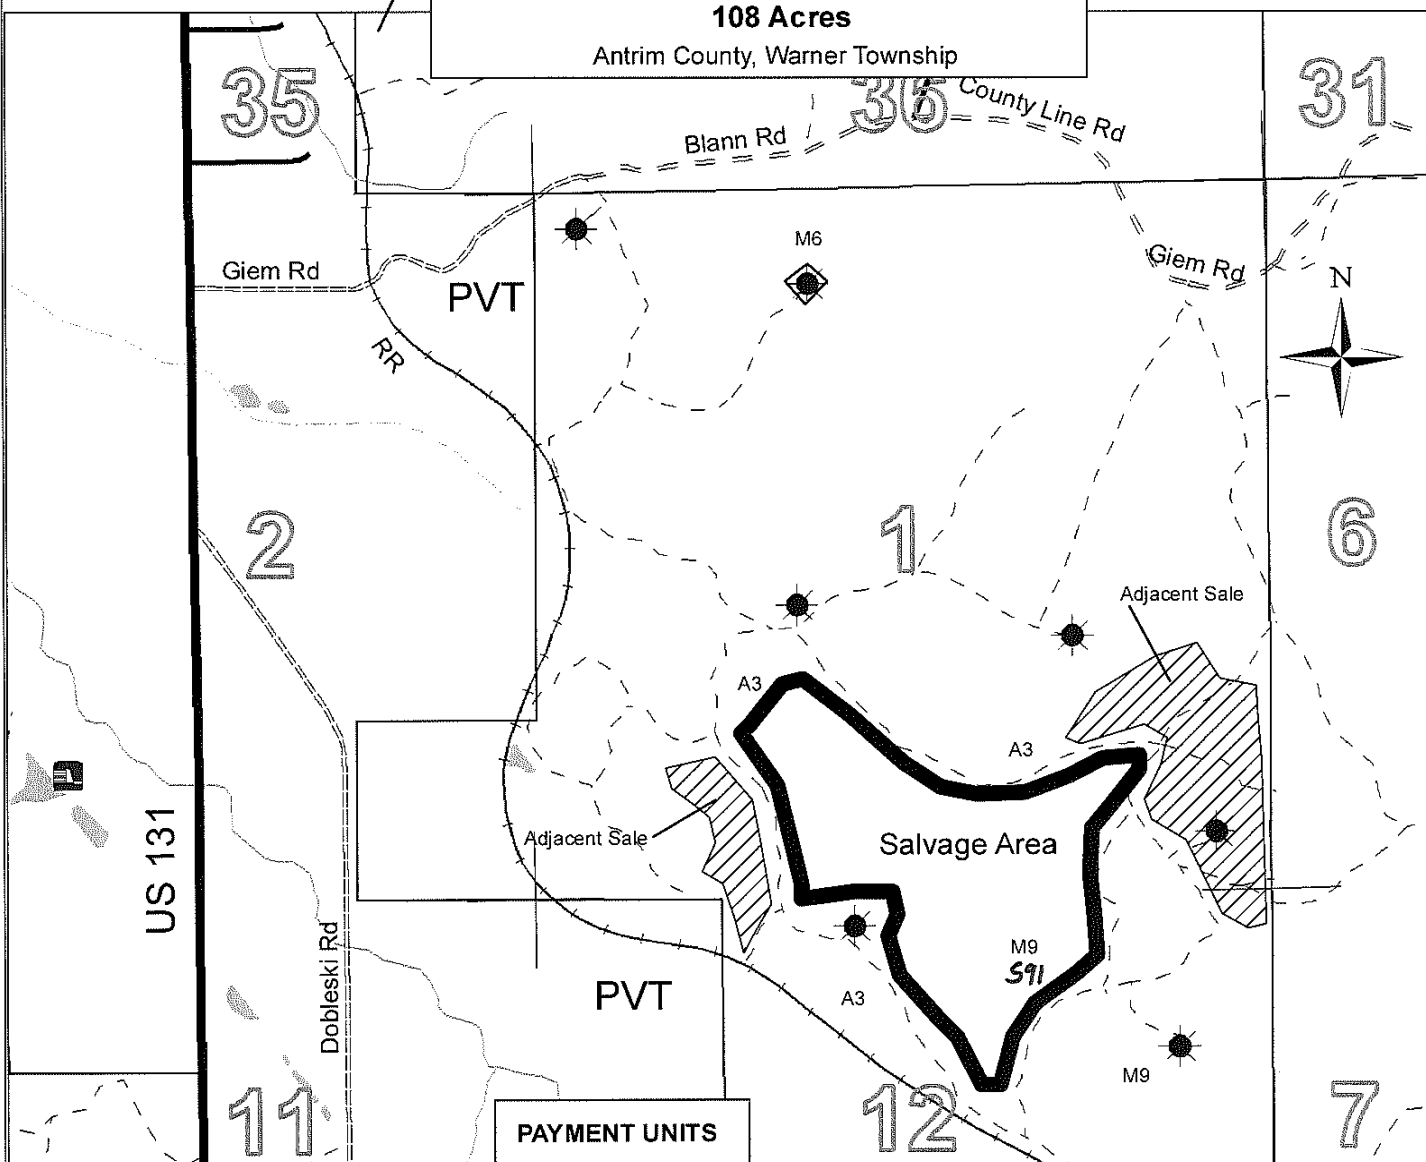 108 Acres
Antrim County, Warner Township
35
36
31
County Line Rd
Blann Rd
Giem Rd
M6
Giem Rd
PVT
N
RR
2
1
6
Adjacent Sale
A3
A3
US 131
Adjacent Sale
Salvage Area
Dobleski Rd
M9
S91
PVT
A3
M9
11
12
7
PAYMENT UNITS